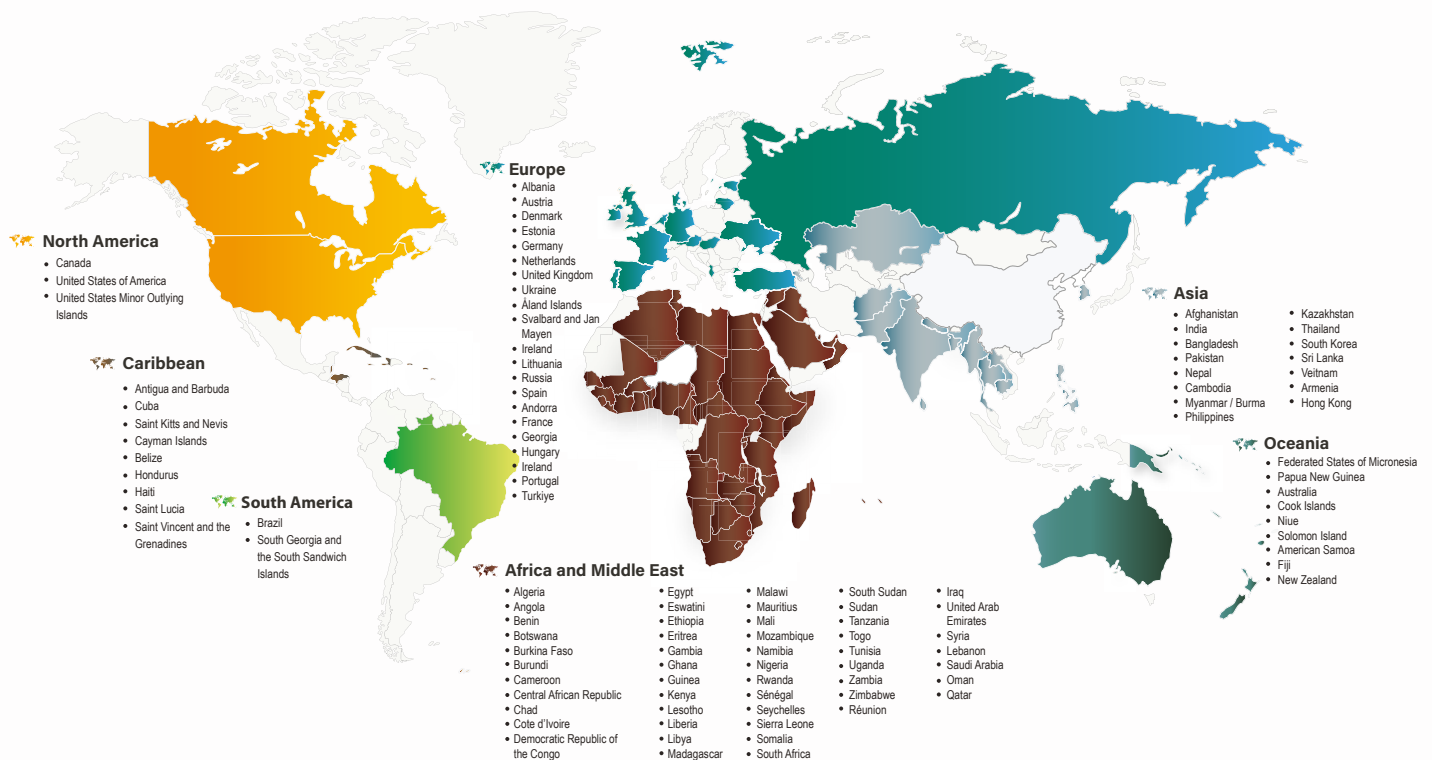 North America
Canada
United States of America
United States Minor Outlying
Islands
Caribbean
Antigua and Barbuda
Cuba
Saint Kitts and Nevis
Cayman Islands
Belize
Hondurus
Haiti
Saint Lucia
Saint Vincent and the
Grenadines
South America
Brazil
South Georgia and
the South Sandwich
Islands
Europe
Albania
Austria
Denmark
Estonia
Germany
Netherlands
United Kingdom
Ukraine
Åland Islands
Svalbard and Jan
Mayen
Ireland
Lithuania
Russia
Spain
Andorra
France
Georgia
Hungary
Ireland
Portugal
Turkiye
Africa and Middle East
Algeria
Angola
Benin
Botswana
Burkina Faso
Burundi
Cameroon
Central African Republic
Chad
Cote d'Ivoire
Democratic Republic of
the Congo
Egypt
Eswatini
Ethiopia
Eritrea
Gambia
Ghana
Guinea
Kenya
Lesotho
Liberia
Libya
Madagascar
Malawi
Mauritius
Mali
Mozambique
Namibia
Nigeria
Rwanda
Sénégal
Seychelles
Sierra Leone
Somalia
South Africa
South Sudan
Sudan
Tanzania
Togo
Tunisia
Uganda
Zambia
Zimbabwe
Réunion
Iraq
United Arab
Emirates
Syria
Lebanon
Saudi Arabia
Oman
Qatar
Asia
Afghanistan
India
Bangladesh
Pakistan
Nepal
Cambodia
Myanmar / Burma
Philippines
Kazakhstan
Thailand
South Korea
Sri Lanka
Veitnam
Armenia
Hong Kong
Oceania
Federated States of Micronesia
Papua New Guinea
Australia
Cook Islands
Niue
Solomon Island
American Samoa
Fiji
New Zealand